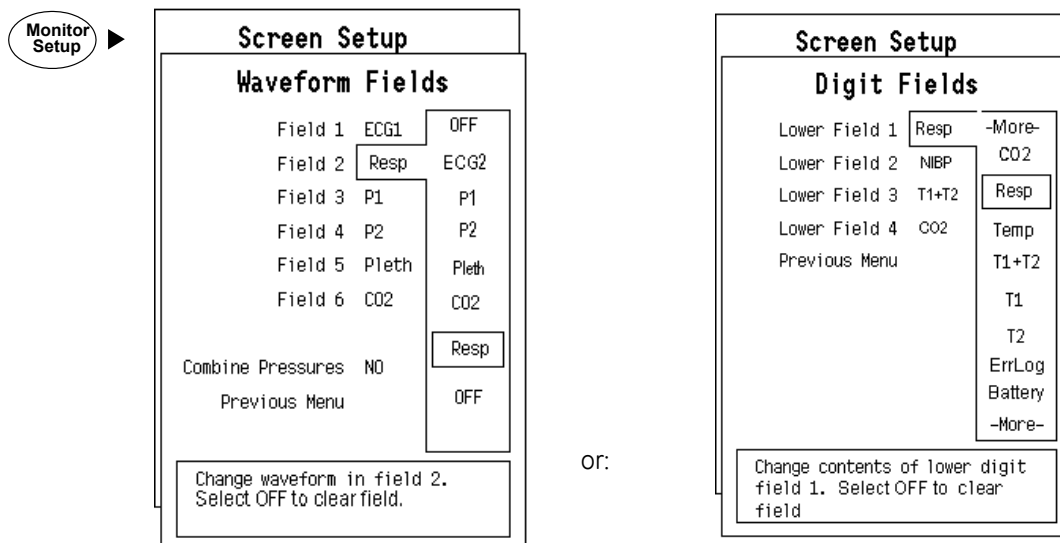 Monitor
Setup
Screen Setup
Waveform Fields
Field 1 ECG1
Field 2 Resp
Field 3 P1
Field 4 P2
Field 5 Pleth
Field 6 CO2
Combine Pressures NO
Previous Menu
OFF
ECG2
P1
P2
Pleth
CO2
Resp
OFF
Change waveform in field 2.
Select OFF to clear field.
or:
Screen Setup
Digit Fields
Lower Field 1 Resp
Lower Field 2 NIBP
Lower Field 3 T1+T2
Lower Field 4 CO2
Previous Menu
-More-
CO2
Resp
Temp
T1+T2
T1
T2
ErrLog
Battery
-More-
Change contents of lower digit
field 1. Select OFF to clear
field